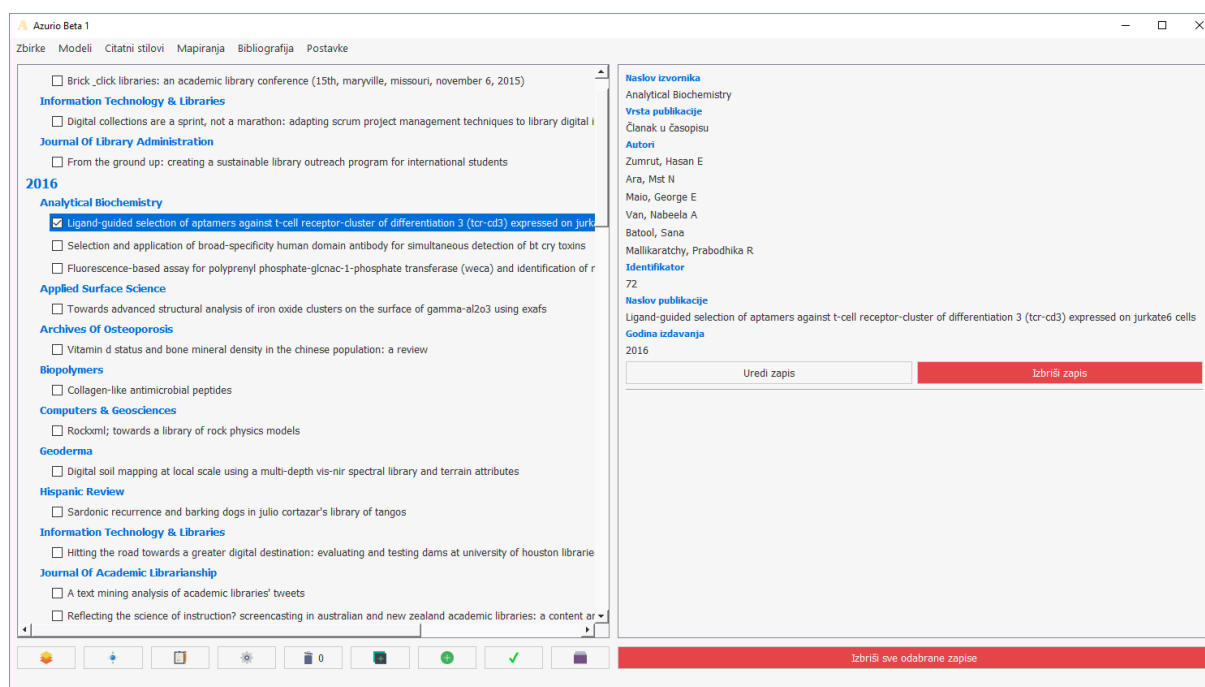 Azurio Beta 1
Zbirke Modeli Citatni stilovi Mapiranja Bibliografija Postavke
Brick _click libraries: an academic library conference (15th, maryville, missouri, november 6, 2015)
Information Technology & Libraries
Digital collections are a sprint, not a marathon: adapting scrum project management techniques to library digital i
Journal Of Library Administration
From the ground up: creating a sustainable library outreach program for international students
2016
Analytical Biochemistry
Ligand-guided selection of aptamers against t-cell receptor-cluster of differentiation 3 (tcr-cd3) expressed on jurka
Selection and application of broad-specificity human domain antibody for simultaneous detection of bt cry toxins
Fluorescence-based assay for polyprenyl phosphate-glcnac-1-phosphate transferase (weca) and identification of r
Applied Surface Science
Towards advanced structural analysis of iron oxide clusters on the surface of gamma-al2o3 using exafs
Archives Of Osteoporosis
Vitamin d status and bone mineral density in the chinese population: a review
Biopolymers
Collagen-like antimicrobial peptides
Computers & Geosciences
Rockxml; towards a library of rock physics models
Geoderma
Digital soil mapping at local scale using a multi-depth vis-nir spectral library and terrain attributes
Hispanic Review
Sardonic recurrence and barking dogs in julio cortazar's library of tangos
Information Technology & Libraries
Hitting the road towards a greater digital destination: evaluating and testing dams at university of houston librarie
Journal Of Academic Librarianship
A text mining analysis of academic libraries' tweets
Reflecting the science of instruction? screencasting in australian and new zealand academic libraries: a content ar
0
Naslov izvornika
Analytical Biochemistry
Vrsta publikacije
Članak u časopisu
Autori
Zumrut, Hasan E
Ara, Mst N
Maio, George E
Van, Nabeela A
Batool, Sana
Mallikaratchy, Prabodhika R
Identifikator
72
Naslov publikacije
Ligand-guided selection of aptamers against t-cell receptor-cluster of differentiation 3 (tcr-cd3) expressed on jurkate6 cells
Godina izdavanja
2016
Uredi zapis
Izbriši zapis
Izbriši sve odabrane zapise